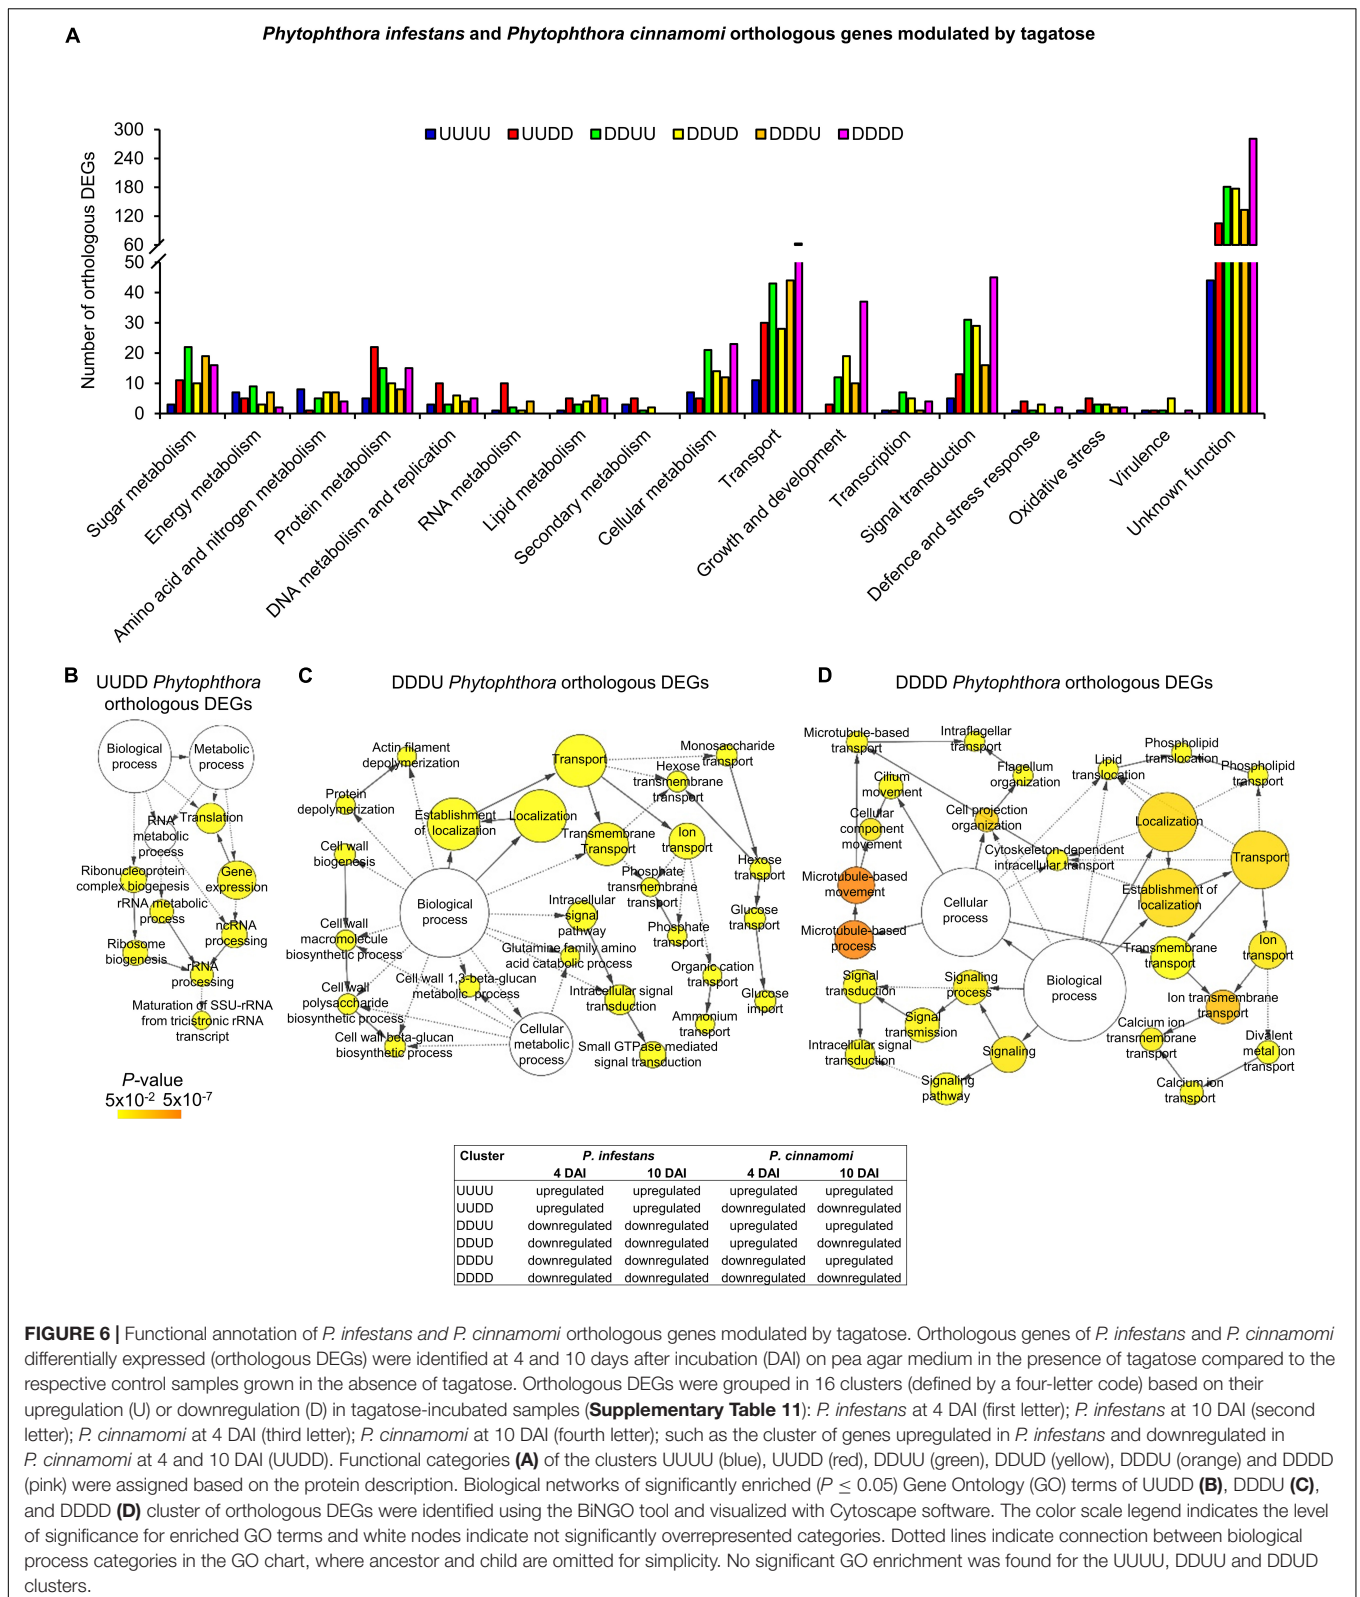 A
Phytophthora infestans and Phytophthora cinnamomi orthologous genes modulated by tagatose
Number of orthologous DEGs
300
240
180
120
60
50
40
30
20
10
0
UUUU UUDD DDUU DDUD DDDU DDDD
Sugar metabolism
Energy metabolism
Amino acid and nitrogen metabolism
Protein metabolism
DNA metabolism and replication
RNA metabolism
Lipid metabolism
Secondary metabolism
Cellular metabolism
Transport
Growth and development
Transcription
Signal transduction
Defence and stress response
Oxidative stress
Virulence
Unknown function
B
UUDD Phytophthora
orthologous DEGs
Biological
process
Metabolic
process
RNA
metabolic
process
Translation
Ribonucleoprotein
complex biogenesis
Gene
expression
rRNA metabolic
process
ncRNA
processing
Ribosome
biogenesis
rRNA
processing
Maturation of SSU-rRNA
from tricistronic rRNA
transcript
P-value
5x10-2 5x10-7
C
DDDU Phytophthora orthologous DEGs
Actin filament
depolymerization
Protein
depolymerization
Transport
Monosaccharide
transport
Hexose
transmembrane
transport
Establishment
of localization
Localization
Transmembrane
Transport
Ion
transport
Cell wall
biogenesis
Hexose
transport
Phosphate
transmembrane
transport
Biological
process
Intracellular
signal
pathway
Glucose
transport
Phosphate
transport
Cell wall
macromolecule
biosynthetic process
Glutamine family amino
acid catabolic process
Cell wall 1,3-beta-glucan
metabolic process
Organic cation
transport
Cell wall
polysaccharide
biosynthetic process
Intracellular signal
transduction
Glucose
import
Ammonium
transport
Cell wall beta-glucan
biosynthetic process
Cellular
metabolic
process
Small GTPase mediated
signal transduction
D
DDDD Phytophthora orthologous DEGs
Microtubule-based
transport
Intraflagellar
transport
Lipid
translocation
Phospholipid
translocation
Phospholipid
transport
Flagellum
organization
Cilium
movement
Cell projection
organization
Cellular
component
movement
Localization
Cytoskeleton-dependent
intracellular transport
Transport
Microtubule-based
movement
Establishment of
localization
Cellular
process
Microtubule-based
process
Transmembrane
transport
Ion
transport
Signal
transduction
Signaling
process
Biological
process
Ion transmembrane
transport
Signal
transmission
Calcium ion
transmembrane
transport
Divalent
metal ion
transport
Intracellular signal
transduction
Signaling
Signaling
pathway
Calcium ion
transport
Cluster P. infestans P. cinnamomi
4 DAI 10 DAI 4 DAI 10 DAI
UUUU upregulated upregulated upregulated upregulated
UUDD upregulated upregulated downregulated downregulated
DDUU downregulated downregulated upregulated upregulated
DDUD downregulated downregulated upregulated downregulated
DDDU downregulated downregulated downregulated upregulated
DDDD downregulated downregulated downregulated downregulated
FIGURE 6 | Functional annotation of P. infestans and P. cinnamomi orthologous genes modulated by tagatose. Orthologous genes of P. infestans and P. cinnamomi
differentially expressed (orthologous DEGs) were identified at 4 and 10 days after incubation (DAI) on pea agar medium in the presence of tagatose compared to the
respective control samples grown in the absence of tagatose. Orthologous DEGs were grouped in 16 clusters (defined by a four-letter code) based on their
upregulation (U) or downregulation (D) in tagatose-incubated samples (Supplementary Table 11): P. infestans at 4 DAI (first letter); P. infestans at 10 DAI (second
letter); P. cinnamomi at 4 DAI (third letter); P. cinnamomi at 10 DAI (fourth letter); such as the cluster of genes upregulated in P. infestans and downregulated in
P. cinnamomi at 4 and 10 DAI (UUDD). Functional categories (A) of the clusters UUUU (blue), UUDD (red), DDUU (green), DDUD (yellow), DDDU (orange) and DDDD
(pink) were assigned based on the protein description. Biological networks of significantly enriched (P ≤ 0.05) Gene Ontology (GO) terms of UUDD (B), DDDU (C),
and DDDD (D) cluster of orthologous DEGs were identified using the BiNGO tool and visualized with Cytoscape software. The color scale legend indicates the level
of significance for enriched GO terms and white nodes indicate not significantly overrepresented categories. Dotted lines indicate connection between biological
process categories in the GO chart, where ancestor and child are omitted for simplicity. No significant GO enrichment was found for the UUUU, DDUU and DDUD
clusters.